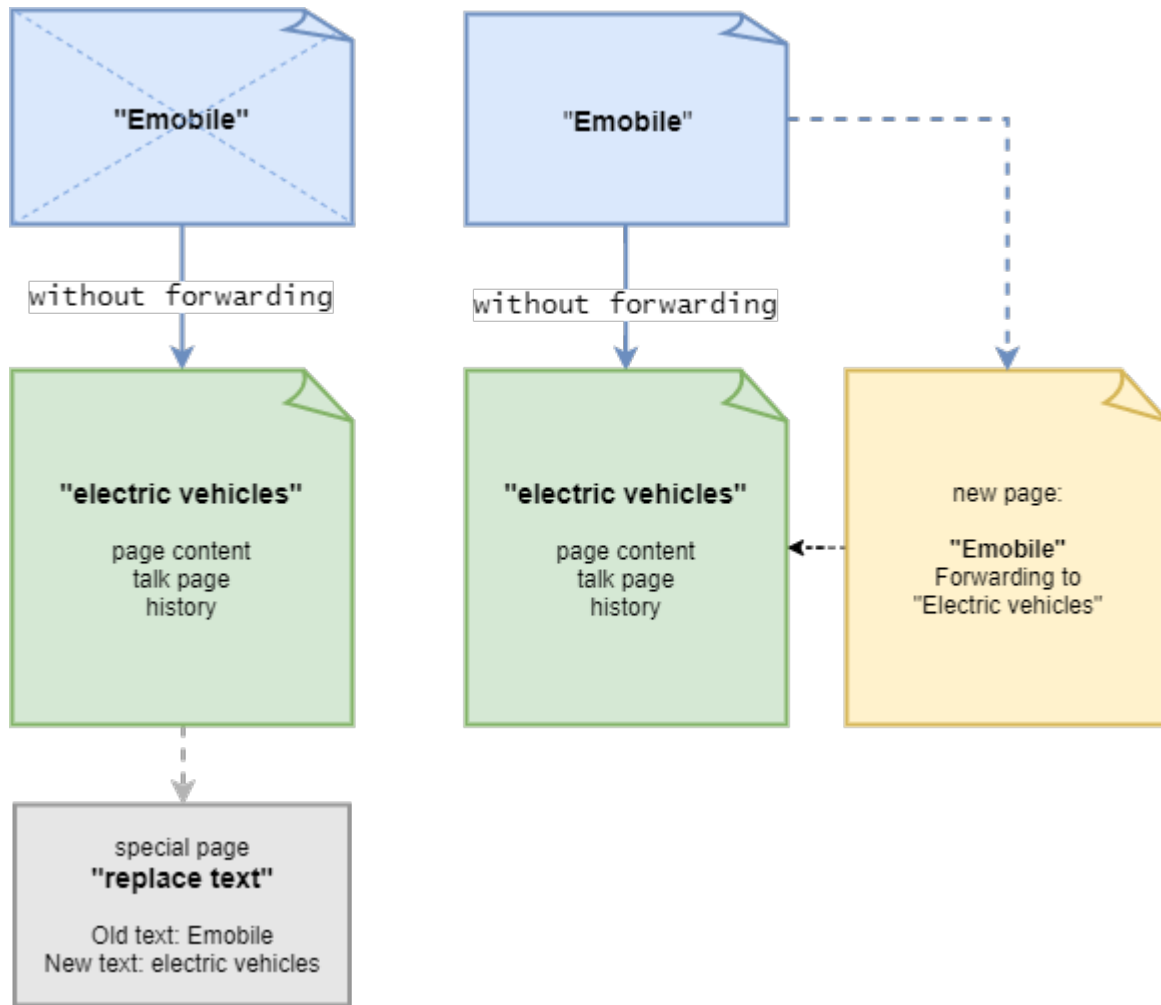 "Emobile"
without forwarding
"electric vehicles"
page content
talk page
history
special page
"replace text"
Old text: Emobile
New text: electric vehicles
"Emobile"
without forwarding
"electric vehicles"
page content
talk page
history
new page:
"Emobile"
Forwarding to
"Electric vehicles"